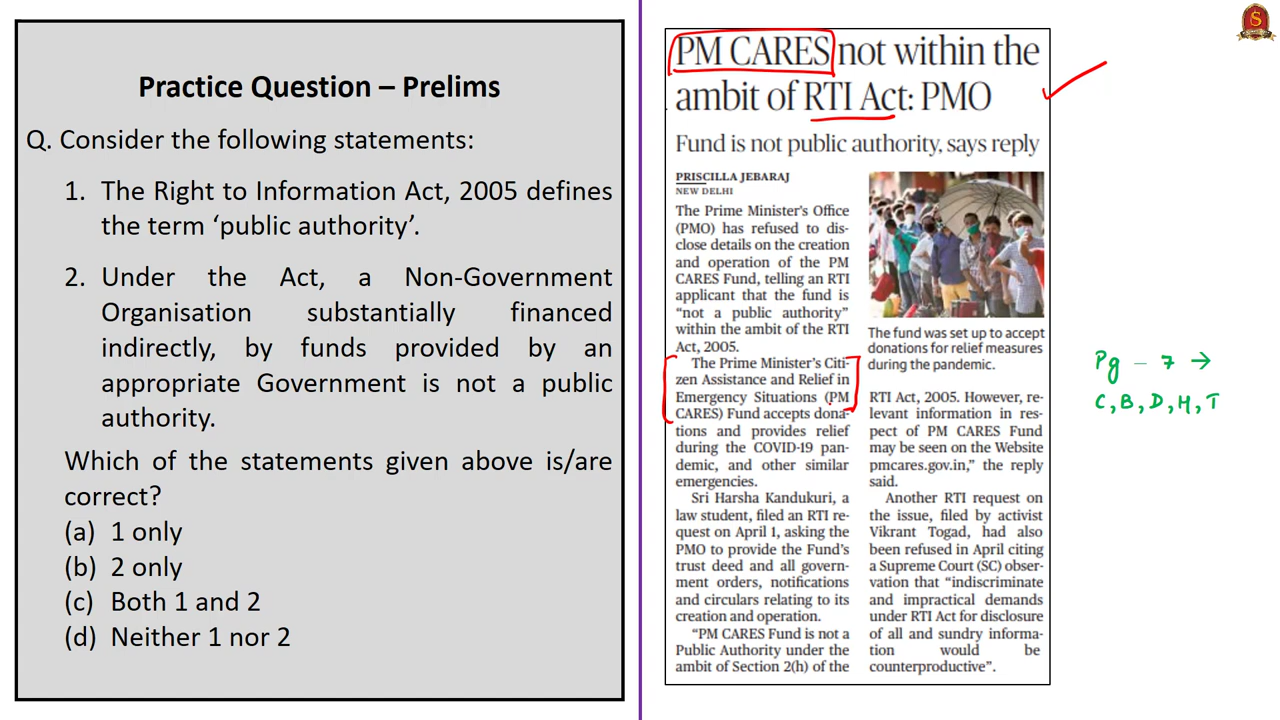 Practice Question – Prelims
Q. Consider the following statements:
1. The Right to Information Act, 2005 defines
the term ‘public authority’.
2. Under the Act, a Non-Government
Organisation substantially financed
indirectly, by funds provided by an
appropriate Government is not a public
authority.
Which of the statements given above is/are
correct?
(a) 1 only
(b) 2 only
(c) Both 1 and 2
(d) Neither 1 nor 2
PM CARES not within the
ambit of RTI Act: PMO
Fund is not public authority, says reply
PRISCILLA JEBARAJ
NEW DELHI
The Prime Minister's Office
(PMO) has refused to dis-
close details on the creation
and operation of the PM
CARES Fund, telling an RTI
applicant that the fund is
“not a public authority”
within the ambit of the RTI
Act, 2005.
The Prime Minister's Citi-
zen Assistance and Relief in
Emergency Situations (PM
CARES) Fund accepts dona-
tions and provides relief
during the COVID-19 pan-
demic, and other similar
emergencies.
Sri Harsha Kandukuri, a
law student, filed an RTI re-
quest on April 1, asking the
PMO to provide the Fund's
trust deed and all govern-
ment orders, notifications
and circulars relating to its
creation and operation.
“PM CARES Fund is not a
Public Authority under the
ambit of Section 2(h) of the
The fund was set up to accept
donations for relief measures
during the pandemic.
RTI Act, 2005. However, re-
levant information in res-
pect of PM CARES Fund
may be seen on the Website
pmcares.gov.in,” the reply
said.
Another RTI request on
the issue, filed by activist
Vikrant Togad, had also
been refused in April citing
a Supreme Court (SC) obser-
vation that “indiscriminate
and impractical demands
under RTI Act for disclosure
of all and sundry informa-
tion would be
counterproductive”.
Pg – 7 →
C, B, D, H, T
S